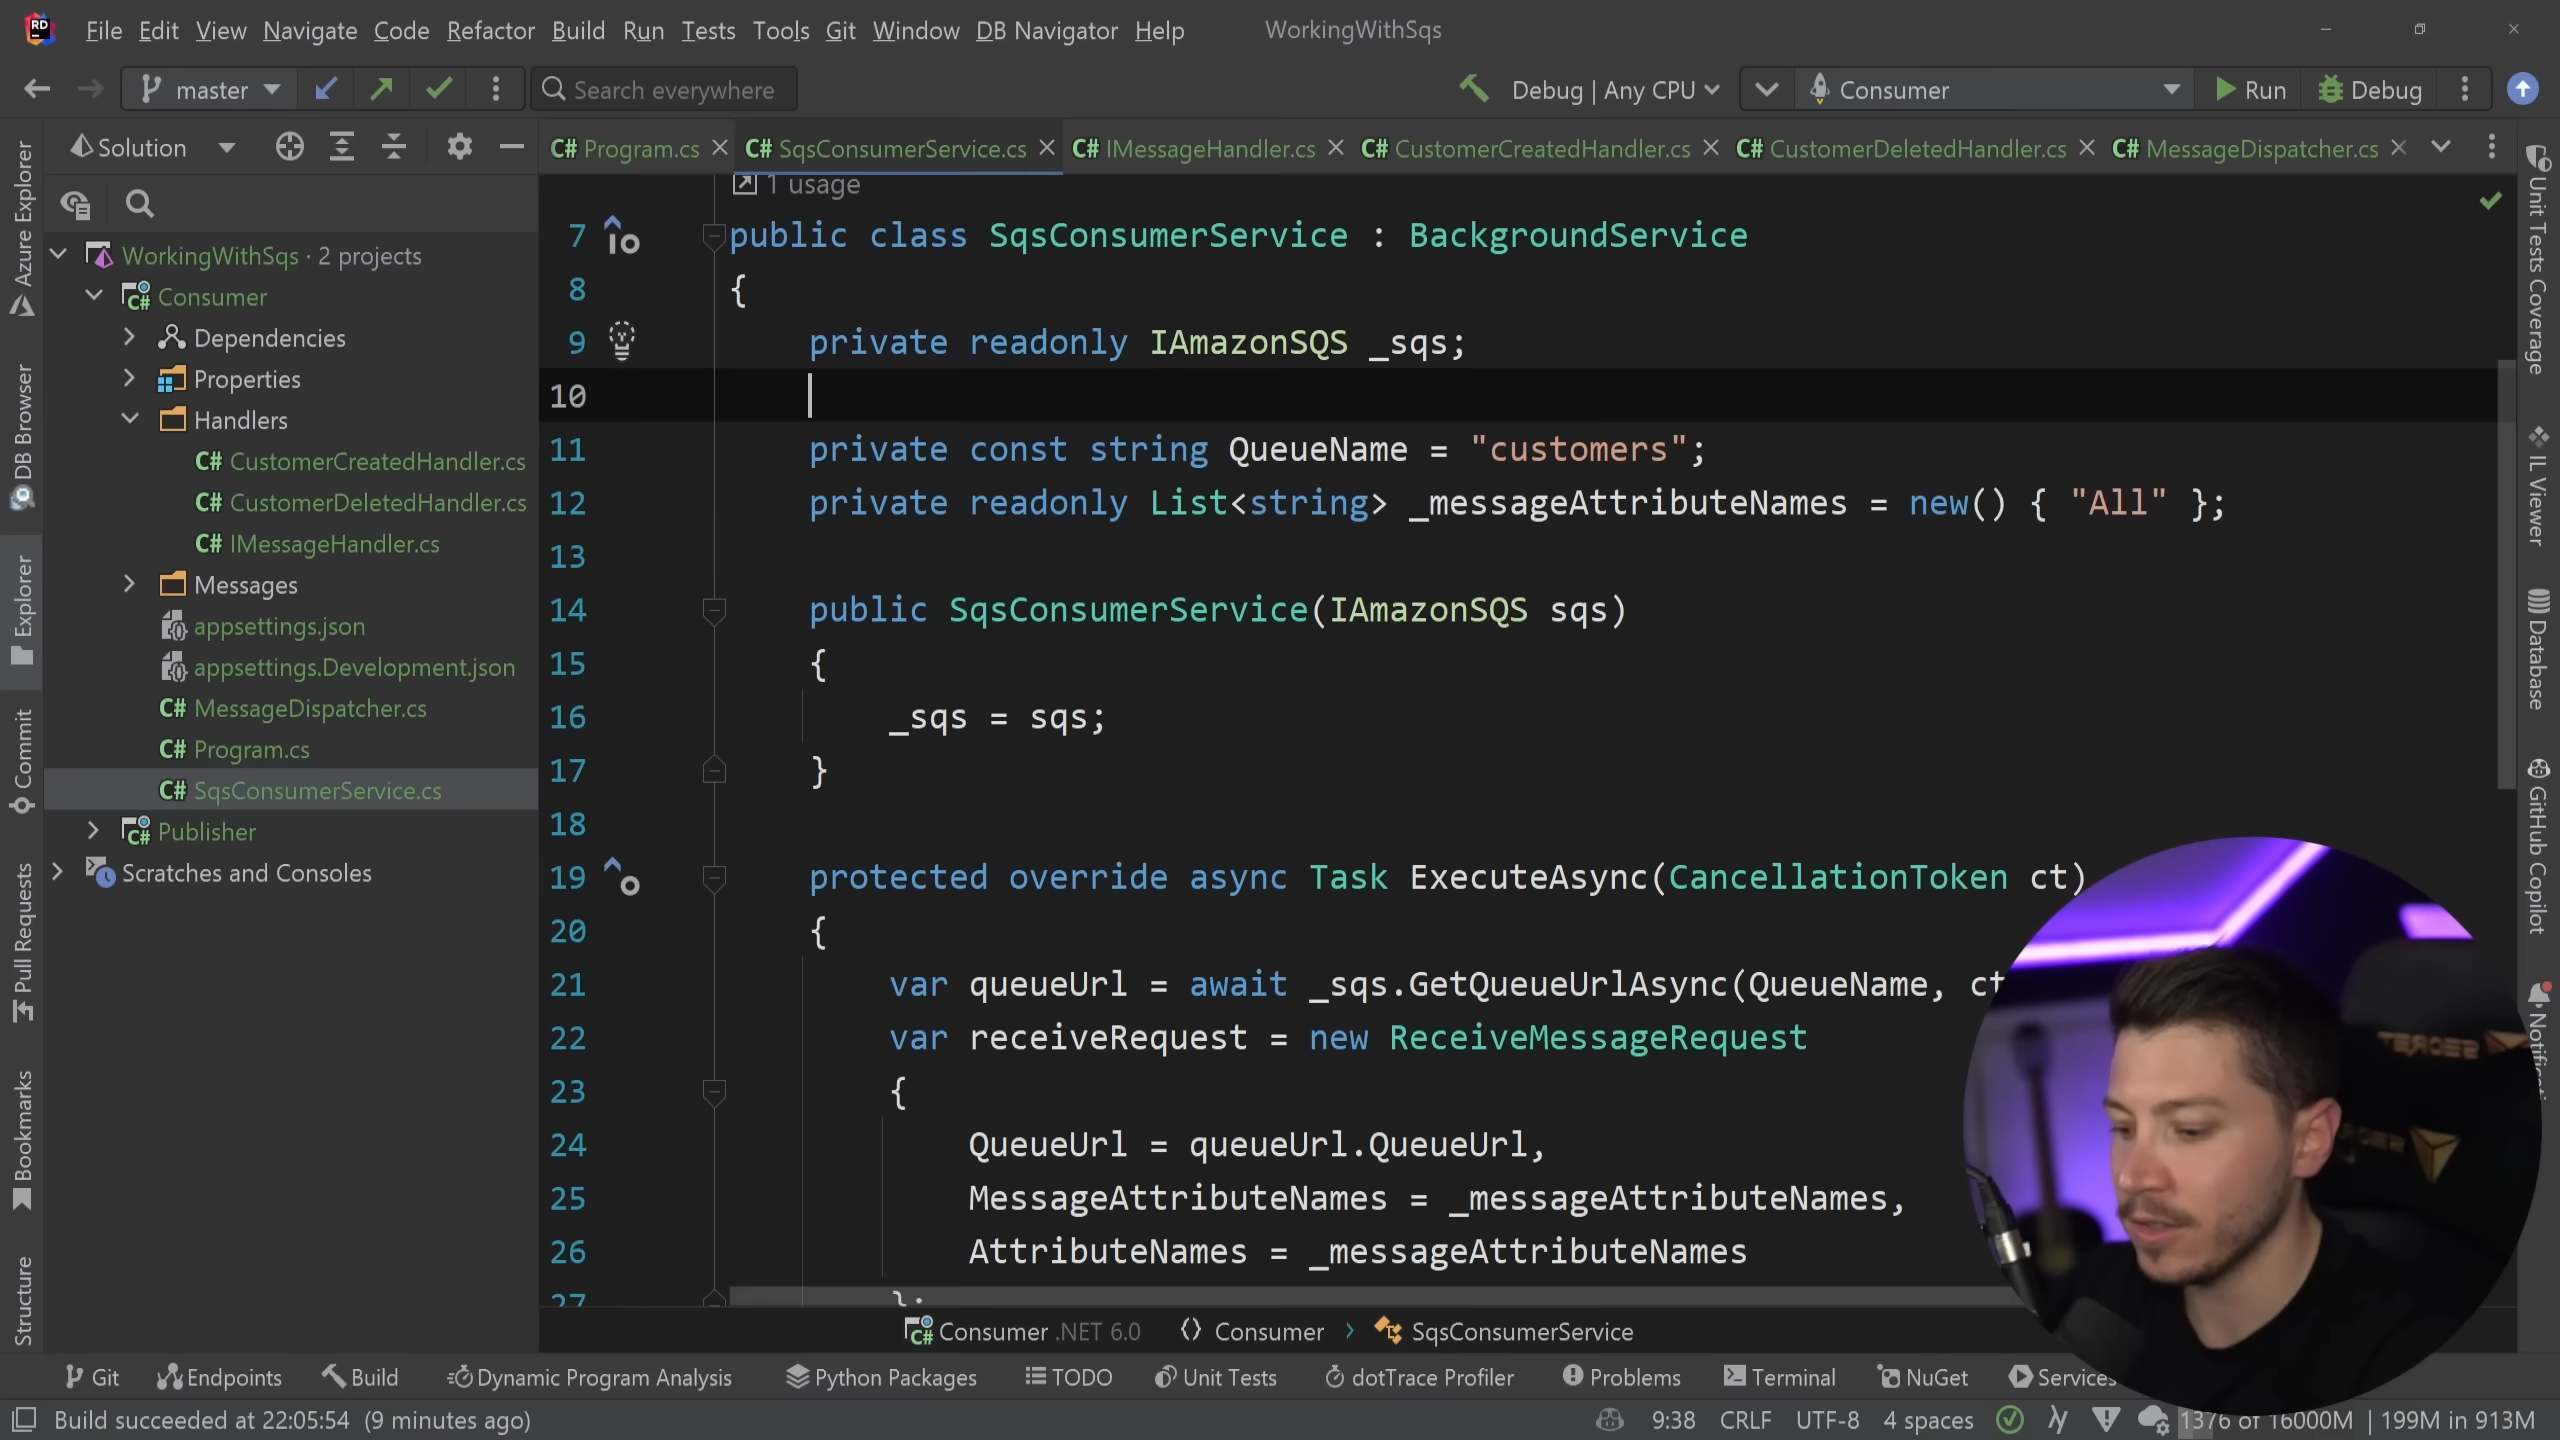 File Edit View Navigate Code Refactor Build Run Tests Tools Git Window DB Navigator Help WorkingWithSqs
master Search everywhere Debug | Any CPU Consumer Run Debug
Solution
Program.cs SqsConsumerService.cs IMessageHandler.cs CustomerCreatedHandler.cs CustomerDeletedHandler.cs MessageDispatcher.cs
Azure Explorer
DB Browser
Explorer
Commit
Pull Requests
Bookmarks
Structure
WorkingWithSqs · 2 projects
C# Consumer
Dependencies
Properties
Handlers
C# CustomerCreatedHandler.cs
C# CustomerDeletedHandler.cs
C# IMessageHandler.cs
Messages
appsettings.json
appsettings.Development.json
C# MessageDispatcher.cs
C# Program.cs
C# SqsConsumerService.cs
C# Publisher
Scratches and Consoles
1 usage
7 public class SqsConsumerService : BackgroundService
8 {
9 private readonly IAmazonSQS _sqs;
10
11 private const string QueueName = "customers";
12 private readonly List<string> _messageAttributeNames = new() { "All" };
13
14 public SqsConsumerService(IAmazonSQS sqs)
15 {
16 _sqs = sqs;
17 }
18
19 protected override async Task ExecuteAsync(CancellationToken ct)
20 {
21 var queueUrl = await _sqs.GetQueueUrlAsync(QueueName, ct
22 var receiveRequest = new ReceiveMessageRequest
23 {
24 QueueUrl = queueUrl.QueueUrl,
25 MessageAttributeNames = _messageAttributeNames,
26 AttributeNames = _messageAttributeNames
27 };
Unit Tests Coverage
IL Viewer
Database
GitHub Copilot
SECRET
Consumer .NET 6.0 Consumer SqsConsumerService
Git Endpoints Build Dynamic Program Analysis Python Packages TODO Unit Tests dotTrace Profiler Problems Terminal NuGet Services
Build succeeded at 22:05:54 (9 minutes ago) 9:38 CRLF UTF-8 4 spaces 1376 of 16000M | 199M in 913M